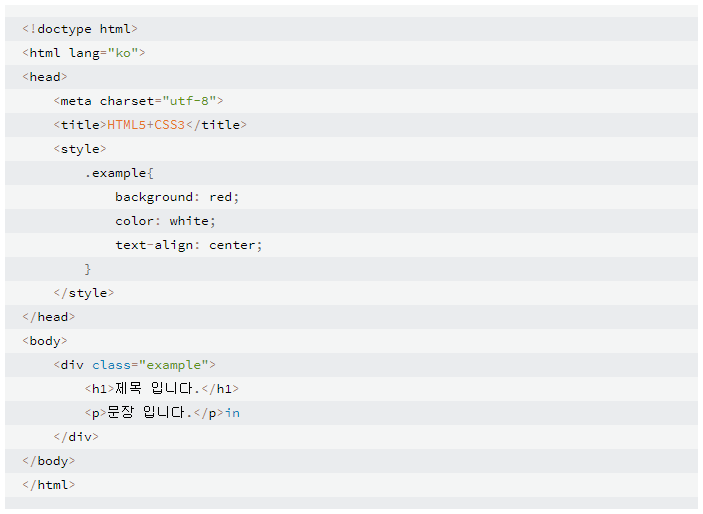 <!doctype html>
<html lang="ko">
<head>
    <meta charset="utf-8">
    <title>HTML5+CSS3</title>
    <style>
        .example{
            background: red;
            color: white;
            text-align: center;
        }
    </style>
</head>
<body>
    <div class="example">
        <h1>제목 입니다.</h1>
        <p>문장 입니다.</p>in
    </div>
</body>
</html>